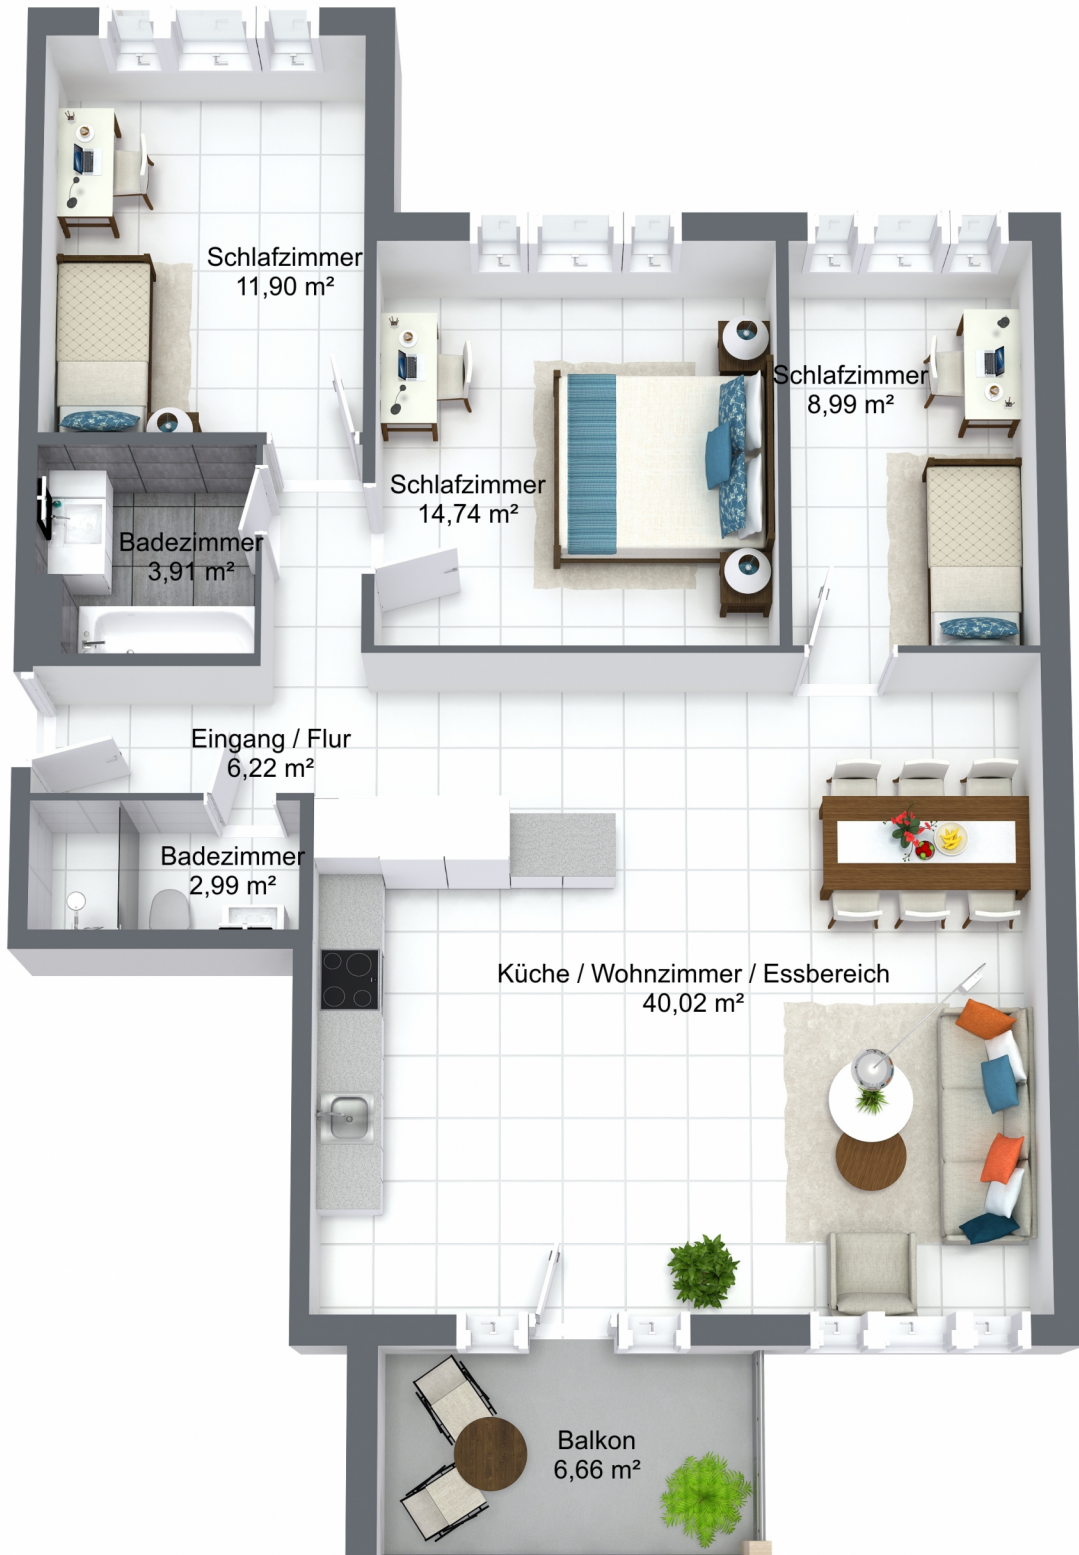 Schlafzimmer
11,90 m²
Schlafzimmer
8,99 m²
Schlafzimmer
14,74 m²
Badezimmer
3,91 m²
Eingang / Flur
6,22 m²
Badezimmer
2,99 m²
Küche / Wohnzimmer / Essbereich
40,02 m²
Balkon
6,66 m²